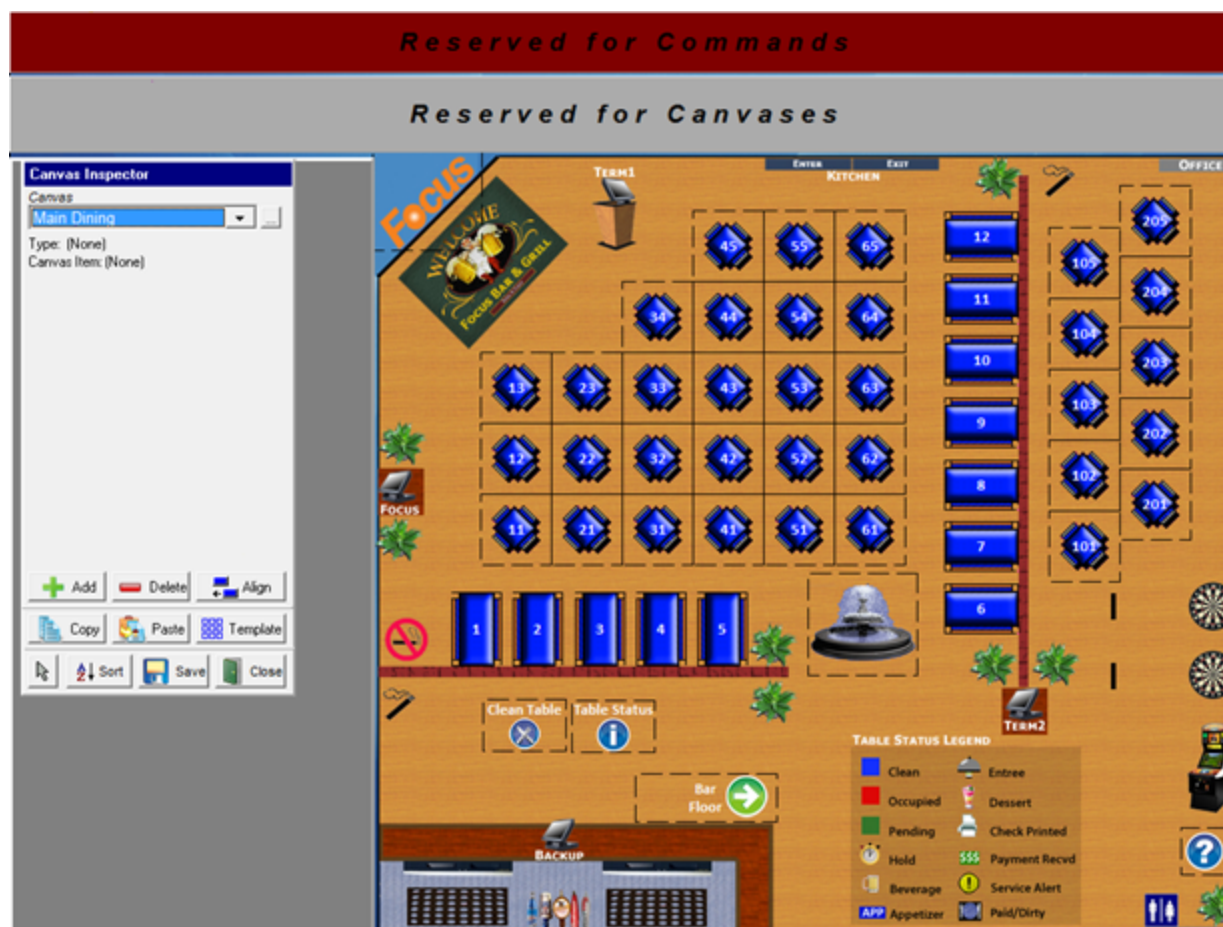 Reserved for Commands
Reserved for Canvases
Canvas Inspector
Canvas
Main Dining
...
Type: (None)
Canvas Item: (None)
Add
Delete
Align
Copy
Paste
Template
Sort
Save
Close
FOCUS
WELCOME
FOCUS BAR & GRILL
TERM1
ENTER
EXIT
KITCHEN
OFFICE
45 55 65
34 44 54 64
13 23 33 43 53 63
12 22 32 42 52 62
11 21 31 41 51 61
12
11
10
9
8
7
6
105
104
103
102
101
205
204
203
202
201
FOCUS
1 2 3 4 5
Clean Table
Table Status
TERM2
Bar
Floor
BACKUP
TABLE STATUS LEGEND
Clean
Occupied
Pending
Hold
Beverage
APP Appetizer
Entree
Dessert
Check Printed
$$$ Payment Recvd
Service Alert
Paid/Dirty
?